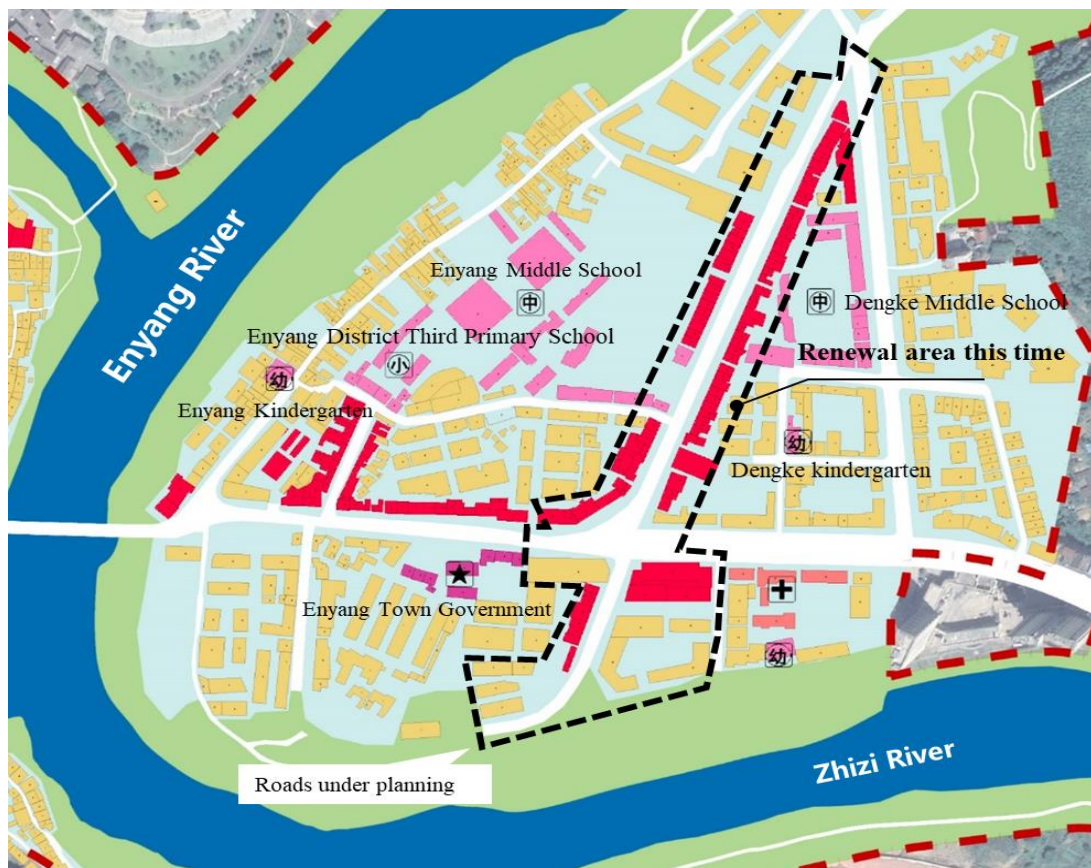 Enyang River
Enyang Middle School
中
中
Dengke Middle School
Enyang District Third Primary School
小
Renewal area this time
幼
Enyang Kindergarten
幼
Dengke kindergarten
Enyang Town Government
幼
Roads under planning
Zhizi River